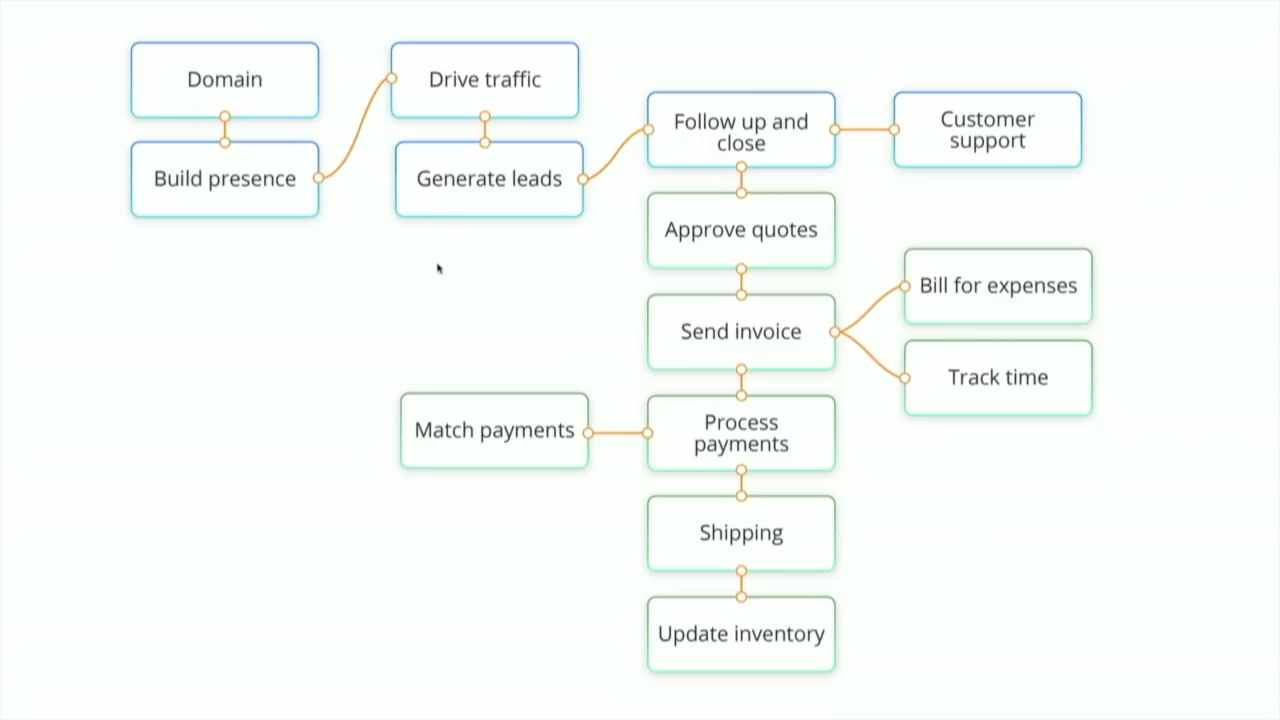 Domain
Build presence
Drive traffic
Generate leads
Follow up and
close
Customer
support
Approve quotes
Send invoice
Bill for expenses
Track time
Match payments
Process
payments
Shipping
Update inventory